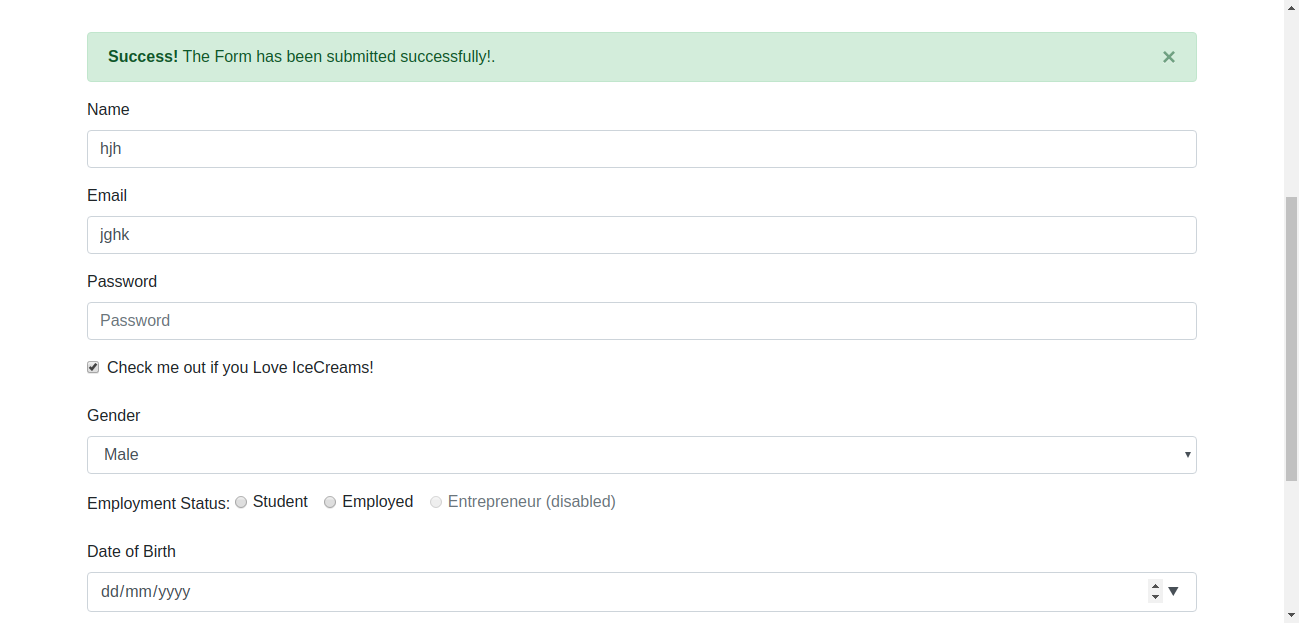 Success! The Form has been submitted successfully!.
×
Name
hjh
Email
jghk
Password
Password
Check me out if you Love IceCreams!
Gender
Male
Employment Status: Student Employed Entrepreneur (disabled)
Date of Birth
dd/mm/yyyy